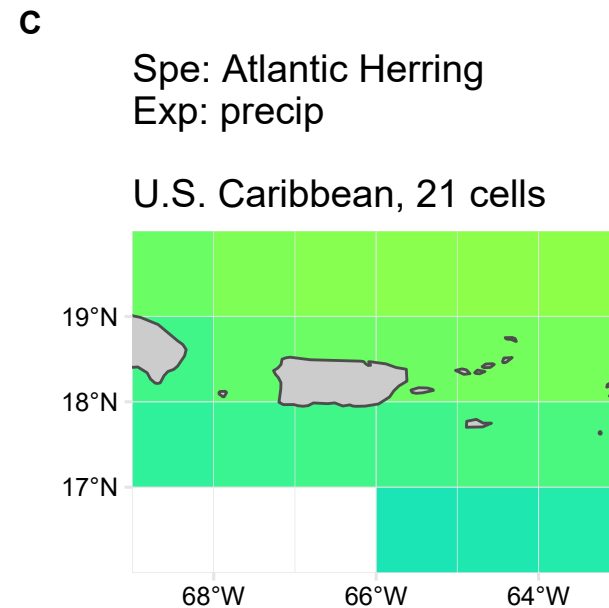 C
Spe: Atlantic Herring
Exp: precip
U.S. Caribbean, 21 cells
19°N
18°N
17°N
68°W 66°W 64°W